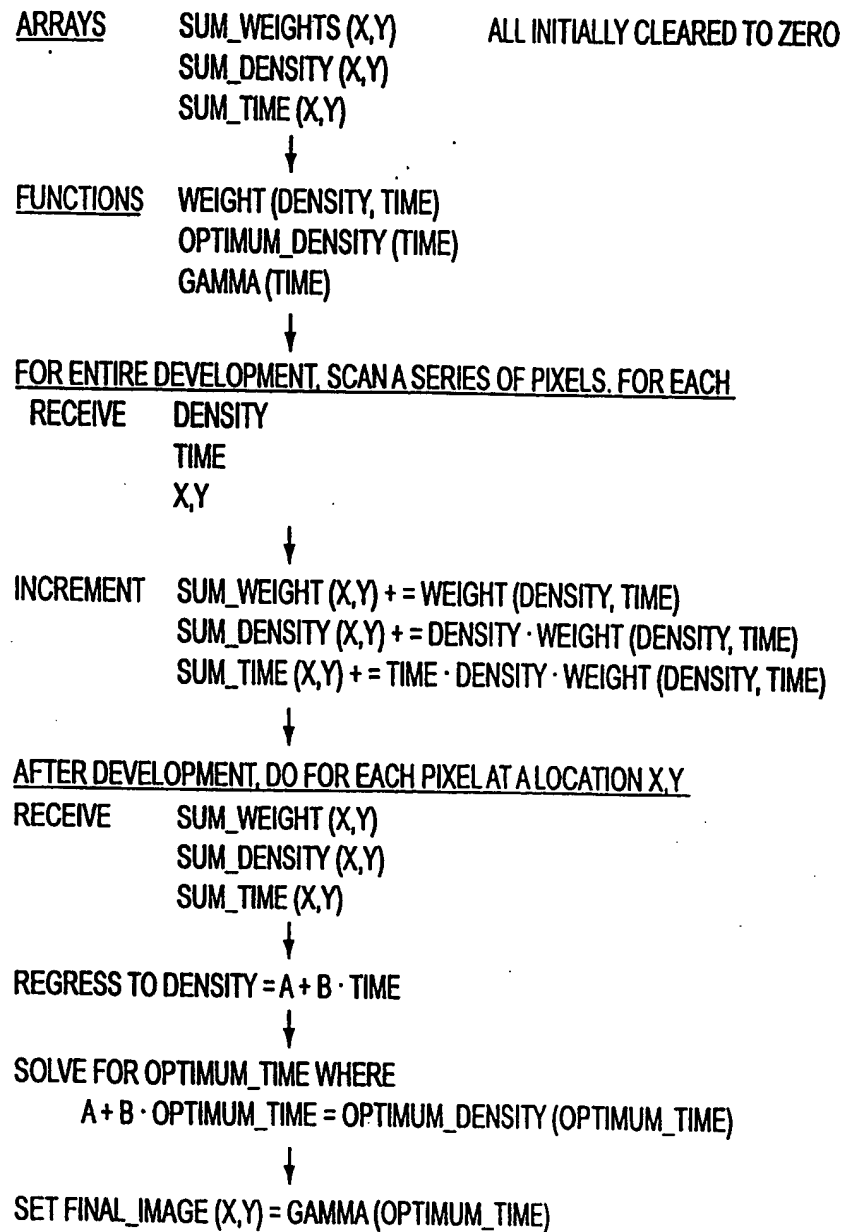 ARRAYS SUM_WEIGHTS (X,Y) ALL INITIALLY CLEARED TO ZERO
SUM_DENSITY (X,Y)
SUM_TIME (X,Y)
FUNCTIONS WEIGHT (DENSITY, TIME)
OPTIMUM_DENSITY (TIME)
GAMMA (TIME)
FOR ENTIRE DEVELOPMENT, SCAN A SERIES OF PIXELS. FOR EACH
RECEIVE DENSITY
TIME
X,Y
INCREMENT SUM_WEIGHT (X,Y) + = WEIGHT (DENSITY, TIME)
SUM_DENSITY (X,Y) + = DENSITY · WEIGHT (DENSITY, TIME)
SUM_TIME (X,Y) + = TIME · DENSITY · WEIGHT (DENSITY, TIME)
AFTER DEVELOPMENT, DO FOR EACH PIXEL AT A LOCATION X,Y
RECEIVE SUM_WEIGHT (X,Y)
SUM_DENSITY (X,Y)
SUM_TIME (X,Y)
REGRESS TO DENSITY = A + B · TIME
SOLVE FOR OPTIMUM_TIME WHERE
A + B · OPTIMUM_TIME = OPTIMUM_DENSITY (OPTIMUM_TIME)
SET FINAL_IMAGE (X,Y) = GAMMA (OPTIMUM_TIME)